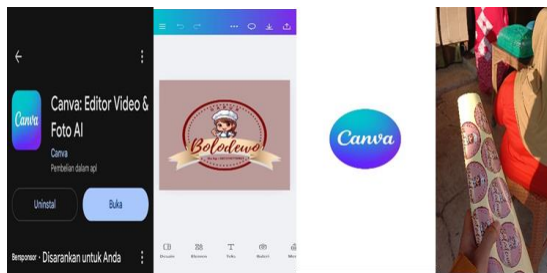 Canva
Canva: Editor Video &
Foto AI
Canva
Pembelian dalam apl
Uninstal
Buka
Bersponsor • Disarankan untuk Anda
Bolodewo
Desain
Elemen
Teks
Canva